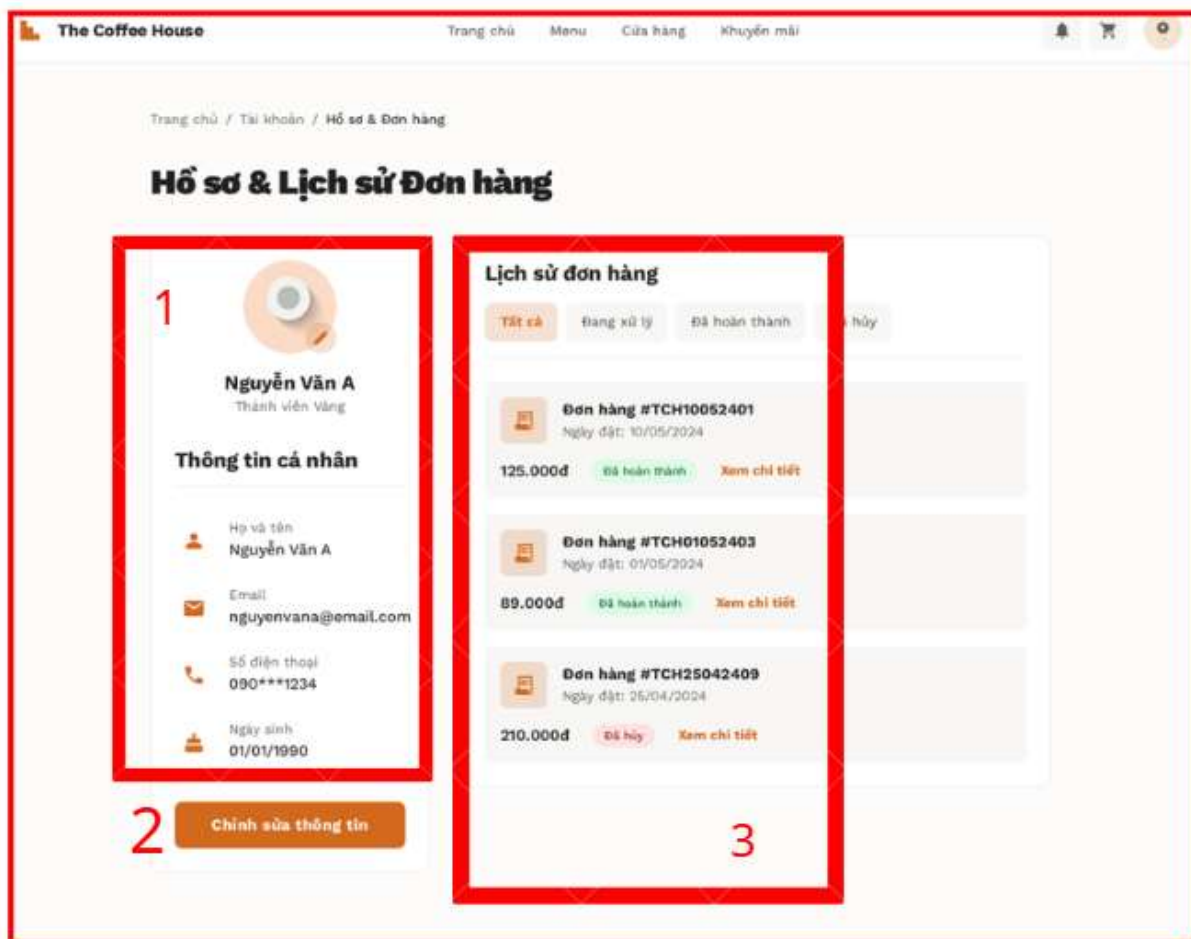 The Coffee House
Trang chủ Menu Cửa hàng Khuyến mãi
Trang chủ / Tài khoản / Hồ sơ & Đơn hàng
Hồ sơ & Lịch sử Đơn hàng
1
Nguyễn Văn A
Thành viên Vàng
Thông tin cá nhân
Họ và tên
Nguyễn Văn A
Email
nguyenvana@email.com
Số điện thoại
090***1234
Ngày sinh
01/01/1990
2
Chỉnh sửa thông tin
Lịch sử đơn hàng
Tất cả Đang xử lý Đã hoàn thành hủy
Đơn hàng #TCH10052401
Ngày đặt: 10/05/2024
125.000đ Đã hoàn thành Xem chi tiết
Đơn hàng #TCH01052403
Ngày đặt: 01/05/2024
89.000đ Đã hoàn thành Xem chi tiết
Đơn hàng #TCH25042409
Ngày đặt: 25/04/2024
210.000đ Đã hủy Xem chi tiết
3